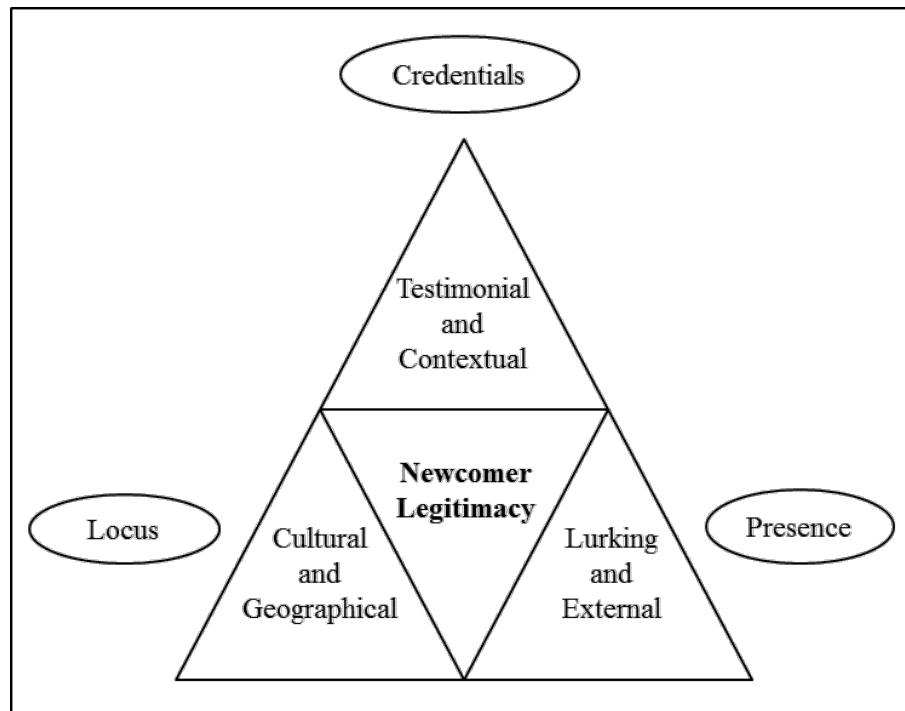 Credentials
Testimonial
and
Contextual
Newcomer
Legitimacy
Locus
Cultural
and
Geographical
Lurking
and
External
Presence